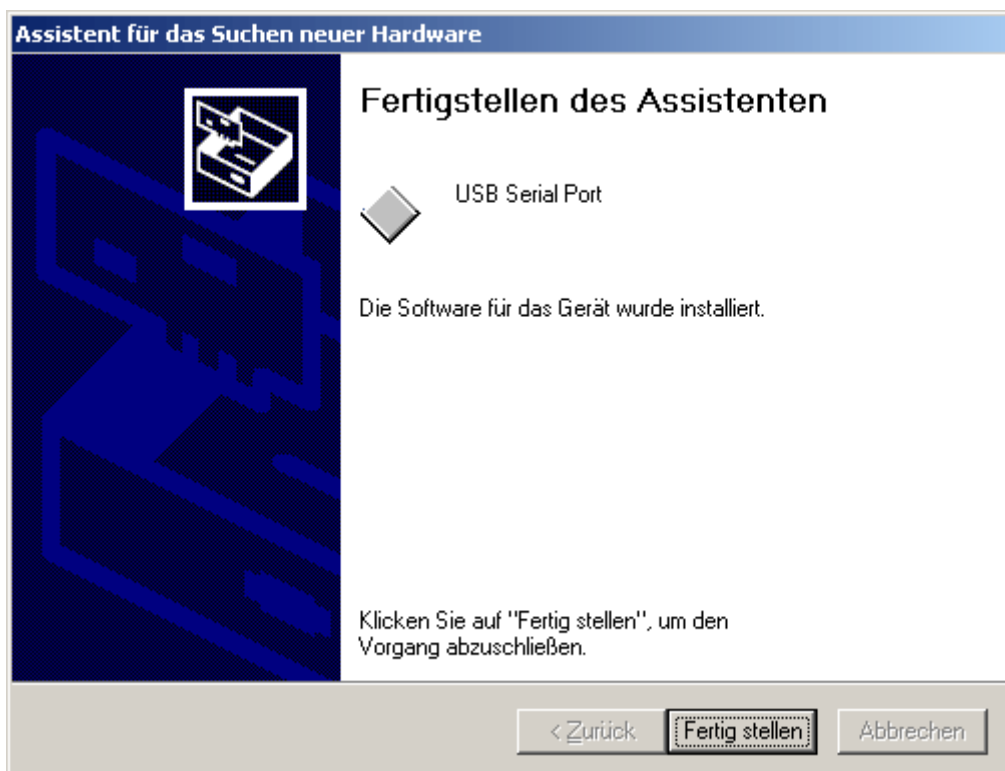 Assistent für das Suchen neuer Hardware
Fertigstellen des Assistenten
USB Serial Port
Die Software für das Gerät wurde installiert.
Klicken Sie auf "Fertig stellen", um den
Vorgang abzuschließen.
< Zurück
Fertig stellen
Abbrechen